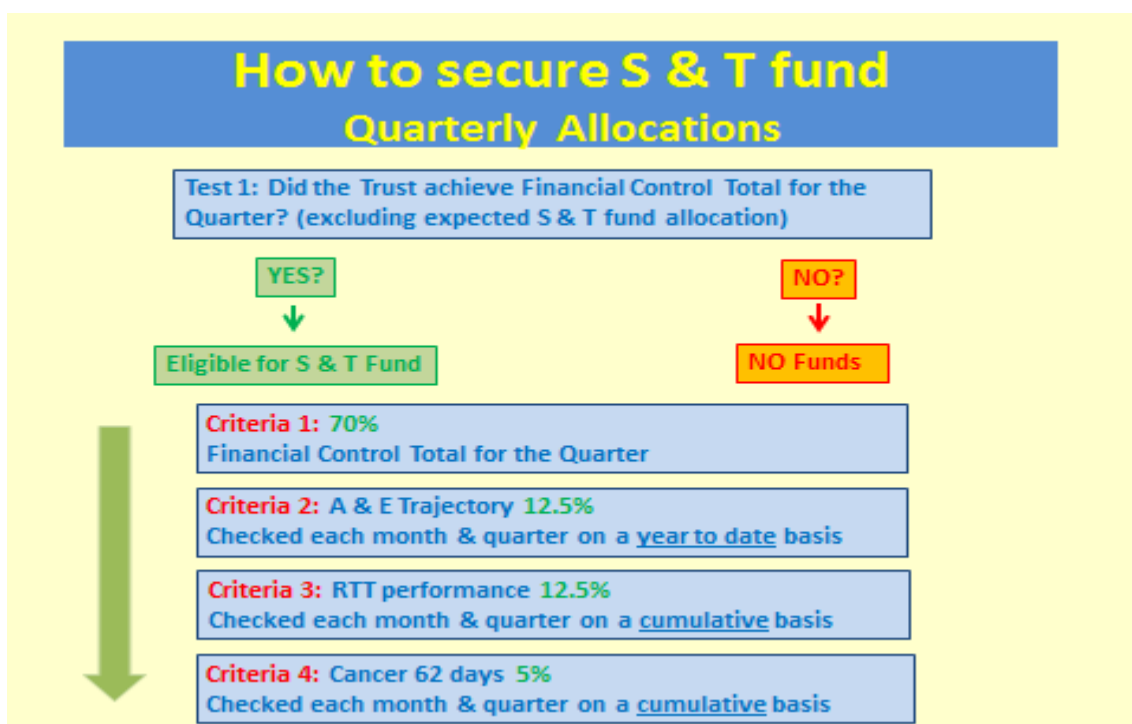 How to secure S & T fund
Quarterly Allocations
Test 1: Did the Trust achieve Financial Control Total for the
Quarter? (excluding expected S & T fund allocation)
YES?
NO?
Eligible for S & T Fund
NO Funds
Criteria 1: 70%
Financial Control Total for the Quarter
Criteria 2: A & E Trajectory 12.5%
Checked each month & quarter on a year to date basis
Criteria 3: RTT performance 12.5%
Checked each month & quarter on a cumulative basis
Criteria 4: Cancer 62 days 5%
Checked each month & quarter on a cumulative basis